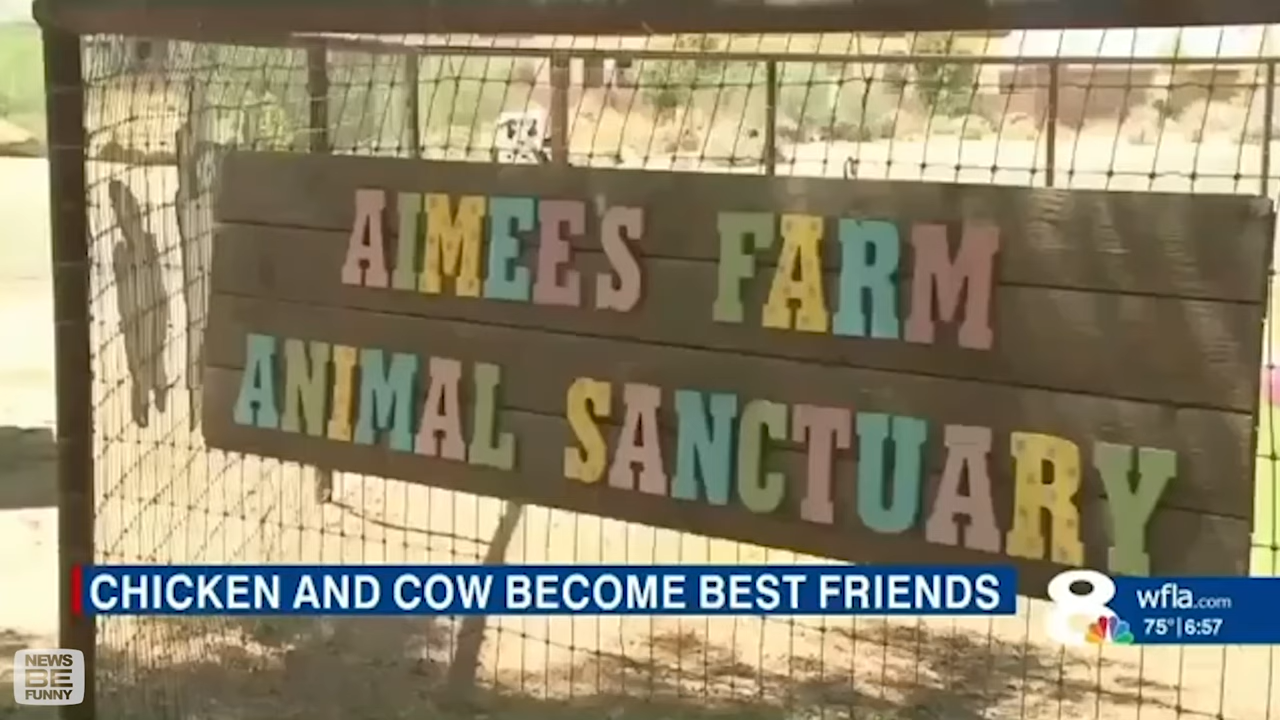 AIMEE'S FARM
ANIMAL SANCTUARY
CHICKEN AND COW BECOME BEST FRIENDS
8
wfla.com
75° | 6:57
NEWS
BE
FUNNY